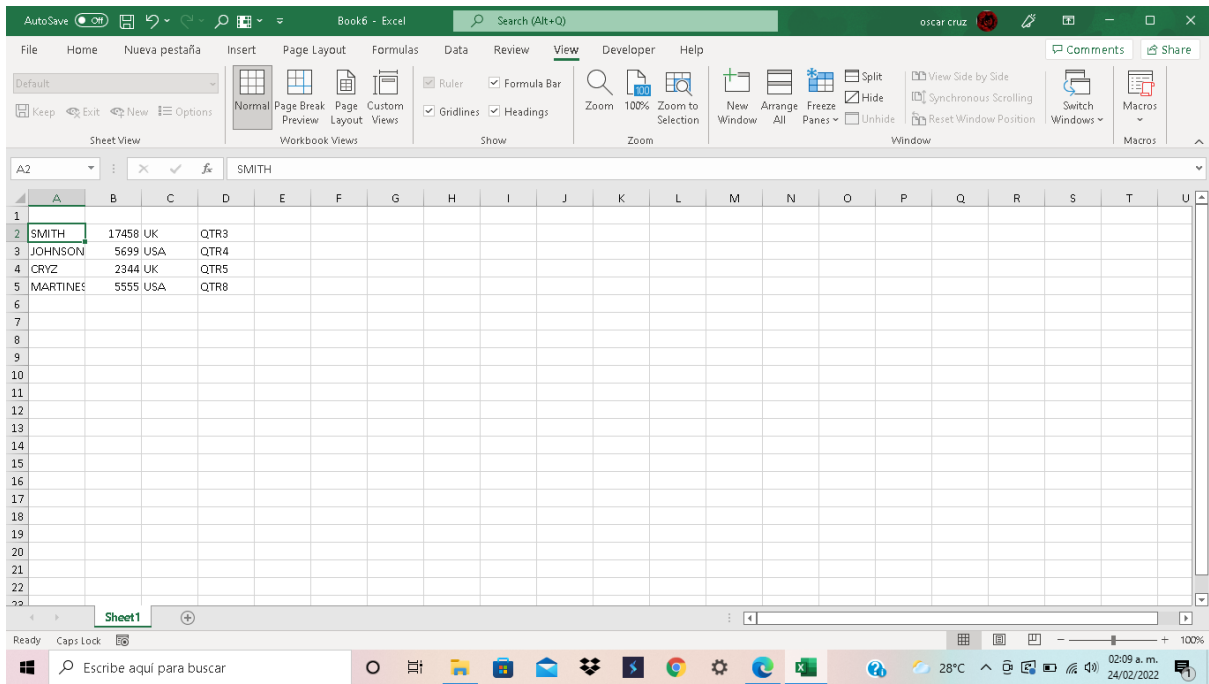 AutoSave Off Book6 - Excel Search (Alt+Q) oscar cruz
File Home Nueva pestaña Insert Page Layout Formulas Data Review View Developer Help Comments Share
Default Ruler Formula Bar Split View Side by Side
Keep Exit New Options Normal Page Break Page Custom Gridlines Headings Zoom 100% Zoom to New Arrange Freeze Hide Synchronous Scrolling Switch Macros
Preview Layout Views Selection Window All Panes Unhide Reset Window Position Windows
Sheet View Workbook Views Show Zoom Window Macros
A2 fx SMITH
A B C D E F G H I J K L M N O P Q R S T U
1
2 SMITH 17458 UK QTR3
3 JOHNSON 5699 USA QTR4
4 CRYZ 2344 UK QTR5
5 MARTINES 5555 USA QTR8
6
7
8
9
10
11
12
13
14
15
16
17
18
19
20
21
22
23
Sheet1
Ready Caps Lock 100%
Escribe aquí para buscar 28°C 02:09 a. m.
24/02/2022